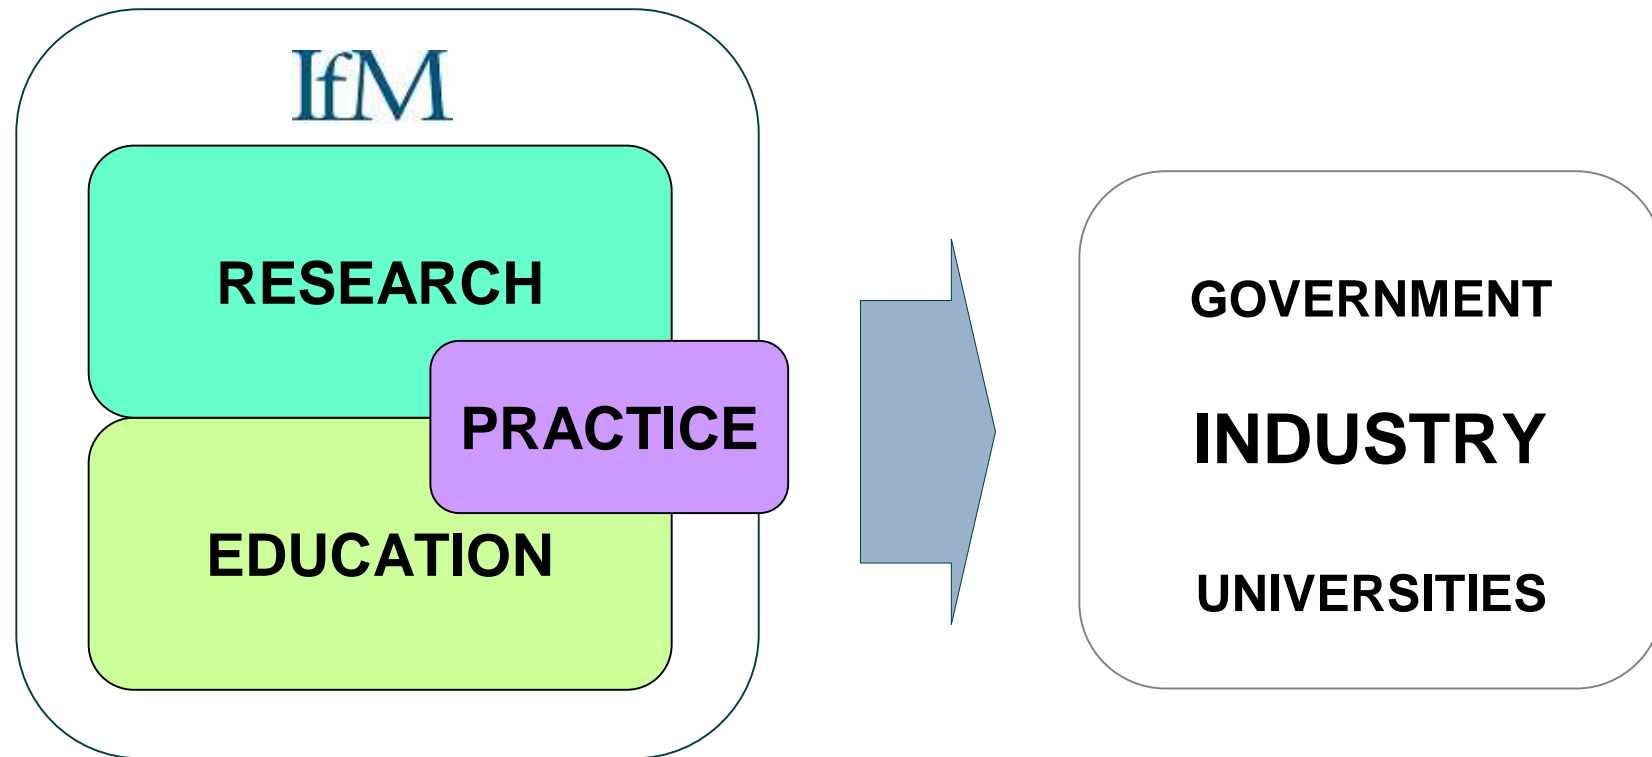 IfM
RESEARCH
PRACTICE
EDUCATION
GOVERNMENT
INDUSTRY
UNIVERSITIES